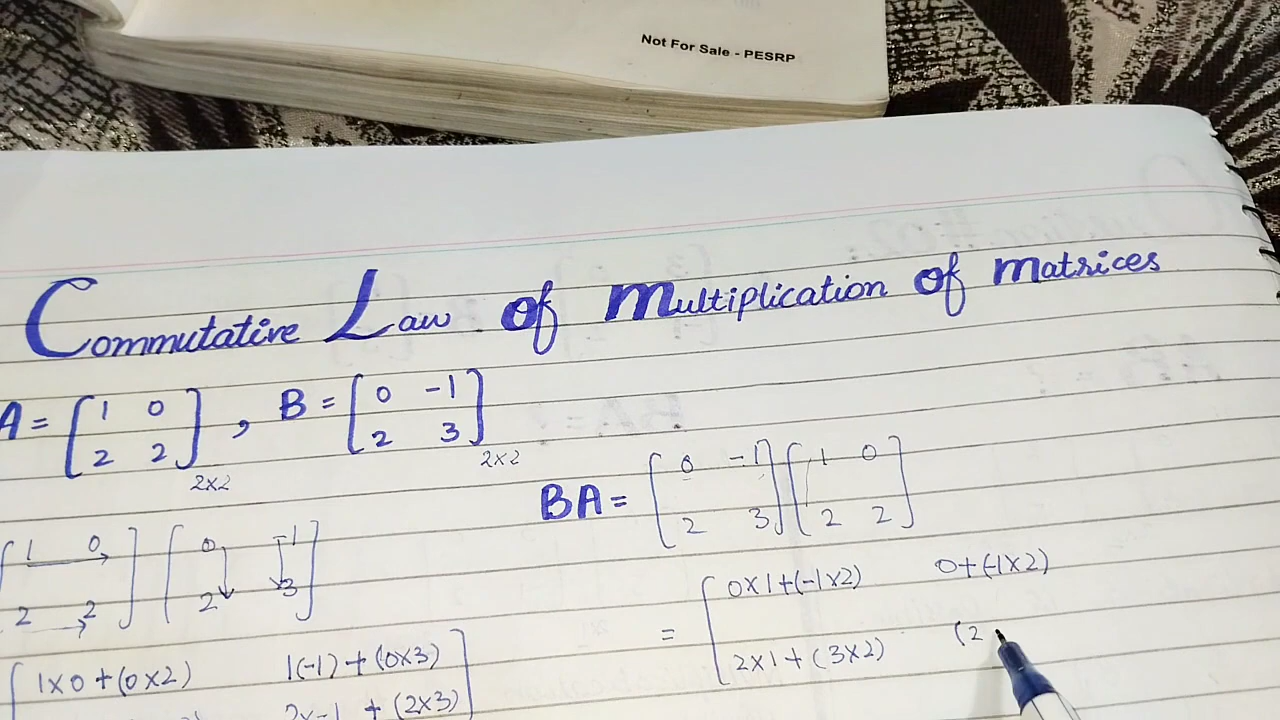 Not For Sale - PESRP
Commutative Law of Multiplication of Matrices
A = [1 0
2 2] 2x2 , B = [0 -1
2 3] 2x2
[1 0
2 2] [0 -1
2 3]
[1x0+(0x2) 1(-1)+(0x3)
2x-1 + (2x3)]
BA = [0 -1
2 3] [1 0
2 2]
= [0x1+(-1x2) 0+(-1x2)
2x1+(3x2) (2